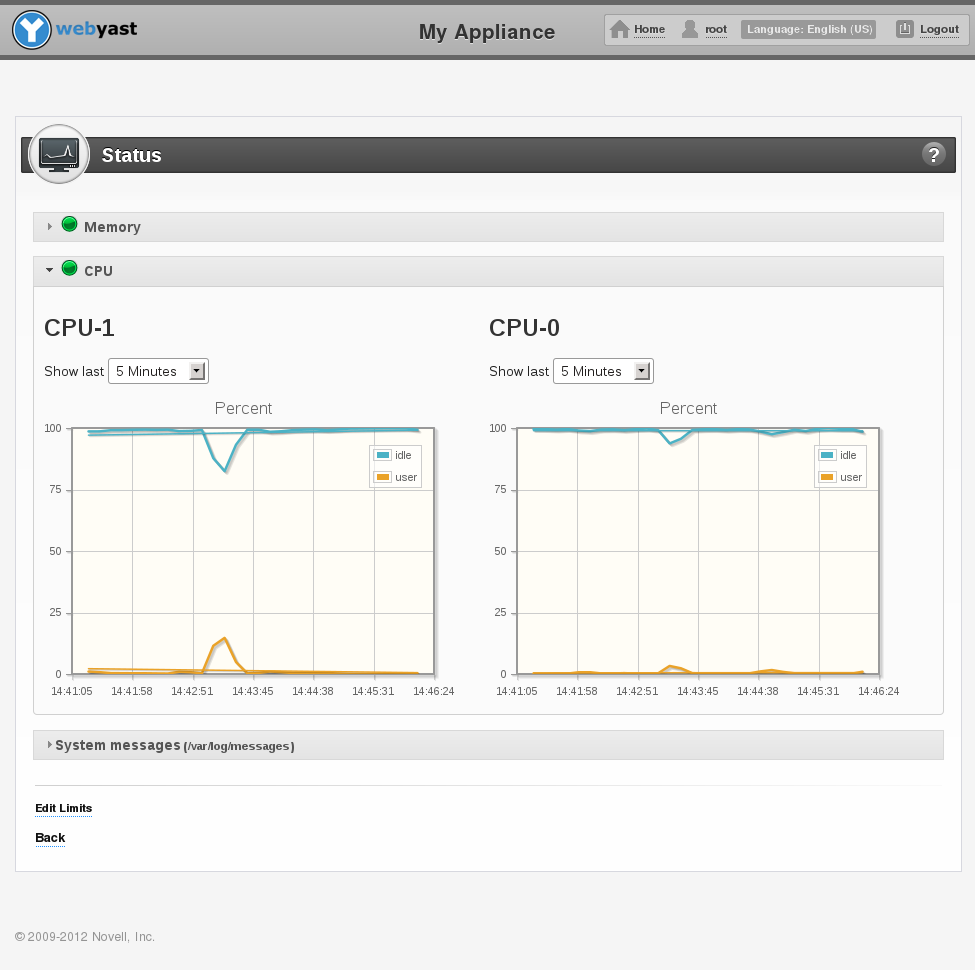 webyast My Appliance Home root Language: English (US) Logout
Status ?
Memory
CPU
CPU-1 CPU-0
Show last 5 Minutes Show last 5 Minutes
Percent Percent
100 100
idle idle
user user
75 75
50 50
25 25
0 0
14:41:05 14:41:58 14:42:51 14:43:45 14:44:38 14:45:31 14:46:24 14:41:05 14:41:58 14:42:51 14:43:45 14:44:38 14:45:31 14:46:24
System messages (/var/log/messages)
Edit Limits
Back
© 2009-2012 Novell, Inc.